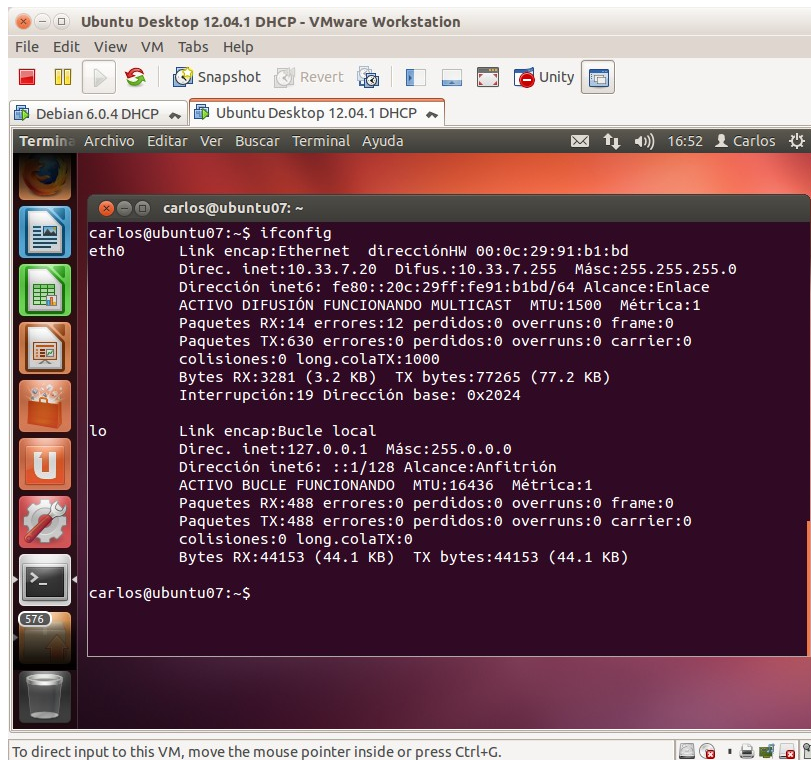 Ubuntu Desktop 12.04.1 DHCP - VMware Workstation
File Edit View VM Tabs Help
Snapshot Revert Unity
Debian 6.0.4 DHCP Ubuntu Desktop 12.04.1 DHCP
Termina Archivo Editar Ver Buscar Terminal Ayuda 16:52 Carlos
carlos@ubuntu07: ~
carlos@ubuntu07:~$ ifconfig
eth0 Link encap:Ethernet direcciónHW 00:0c:29:91:b1:bd
Direc. inet:10.33.7.20 Difus.:10.33.7.255 Másc:255.255.255.0
Dirección inet6: fe80::20c:29ff:fe91:b1bd/64 Alcance:Enlace
ACTIVO DIFUSIÓN FUNCIONANDO MULTICAST MTU:1500 Métrica:1
Paquetes RX:14 errores:12 perdidos:0 overruns:0 frame:0
Paquetes TX:630 errores:0 perdidos:0 overruns:0 carrier:0
colisiones:0 long.colaTX:1000
Bytes RX:3281 (3.2 KB) TX bytes:77265 (77.2 KB)
Interrupción:19 Dirección base: 0x2024
lo Link encap:Bucle local
Direc. inet:127.0.0.1 Másc:255.0.0.0
Dirección inet6: ::1/128 Alcance:Anfitrión
ACTIVO BUCLE FUNCIONANDO MTU:16436 Métrica:1
Paquetes RX:488 errores:0 perdidos:0 overruns:0 frame:0
Paquetes TX:488 errores:0 perdidos:0 overruns:0 carrier:0
colisiones:0 long.colaTX:0
Bytes RX:44153 (44.1 KB) TX bytes:44153 (44.1 KB)
carlos@ubuntu07:~$
576
To direct input to this VM, move the mouse pointer inside or press Ctrl+G.